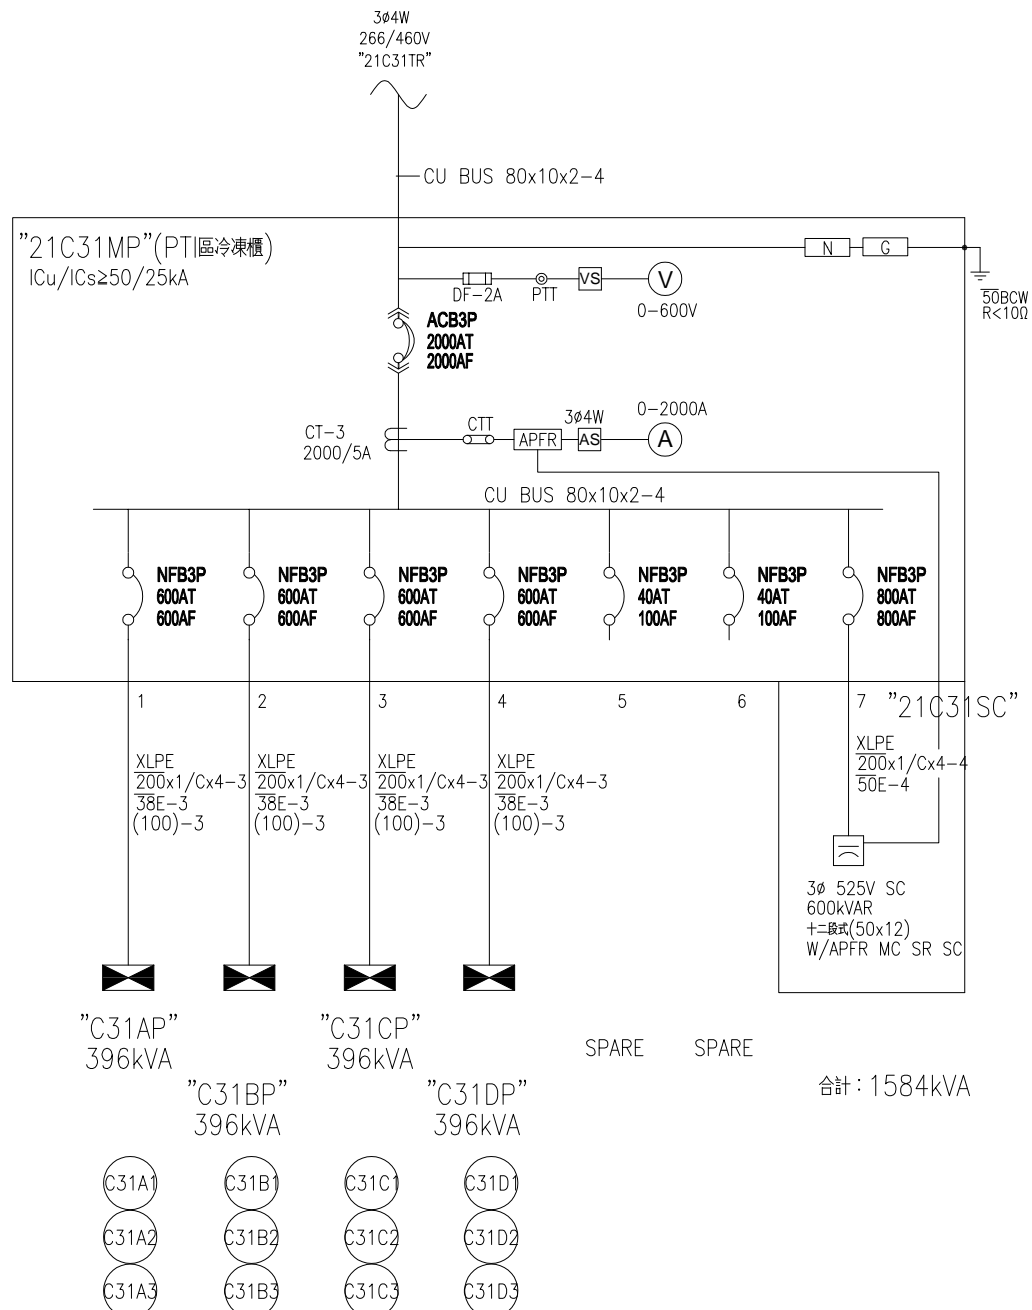 3ø4W
266/460V
"21C31TR"
CU BUS 80x10x2-4
"21C31MP"(PTI區冷凍櫃)
ICu/ICs≥50/25kA
N
G
DF-2A
PTT
VS
V
0-600V
50BCW
R<10Ω
ACB3P
2000AT
2000AF
CT-3
2000/5A
CTT
APFR
3ø4W
AS
0-2000A
A
CU BUS 80x10x2-4
NFB3P
600AT
600AF
NFB3P
600AT
600AF
NFB3P
600AT
600AF
NFB3P
600AT
600AF
NFB3P
40AT
100AF
NFB3P
40AT
100AF
NFB3P
800AT
800AF
1
2
3
4
5
6
7
"21C31SC"
XLPE
200x1/Cx4-3
38E-3
(100)-3
XLPE
200x1/Cx4-3
38E-3
(100)-3
XLPE
200x1/Cx4-3
38E-3
(100)-3
XLPE
200x1/Cx4-3
38E-3
(100)-3
XLPE
200x1/Cx4-4
50E-4
3ø 525V SC
600kVAR
十二段式(50x12)
W/APFR MC SR SC
"C31AP"
396kVA
"C31BP"
396kVA
"C31CP"
396kVA
"C31DP"
396kVA
SPARE
SPARE
合計：1584kVA
C31A1
C31B1
C31C1
C31D1
C31A2
C31B2
C31C2
C31D2
C31A3
C31B3
C31C3
C31D3